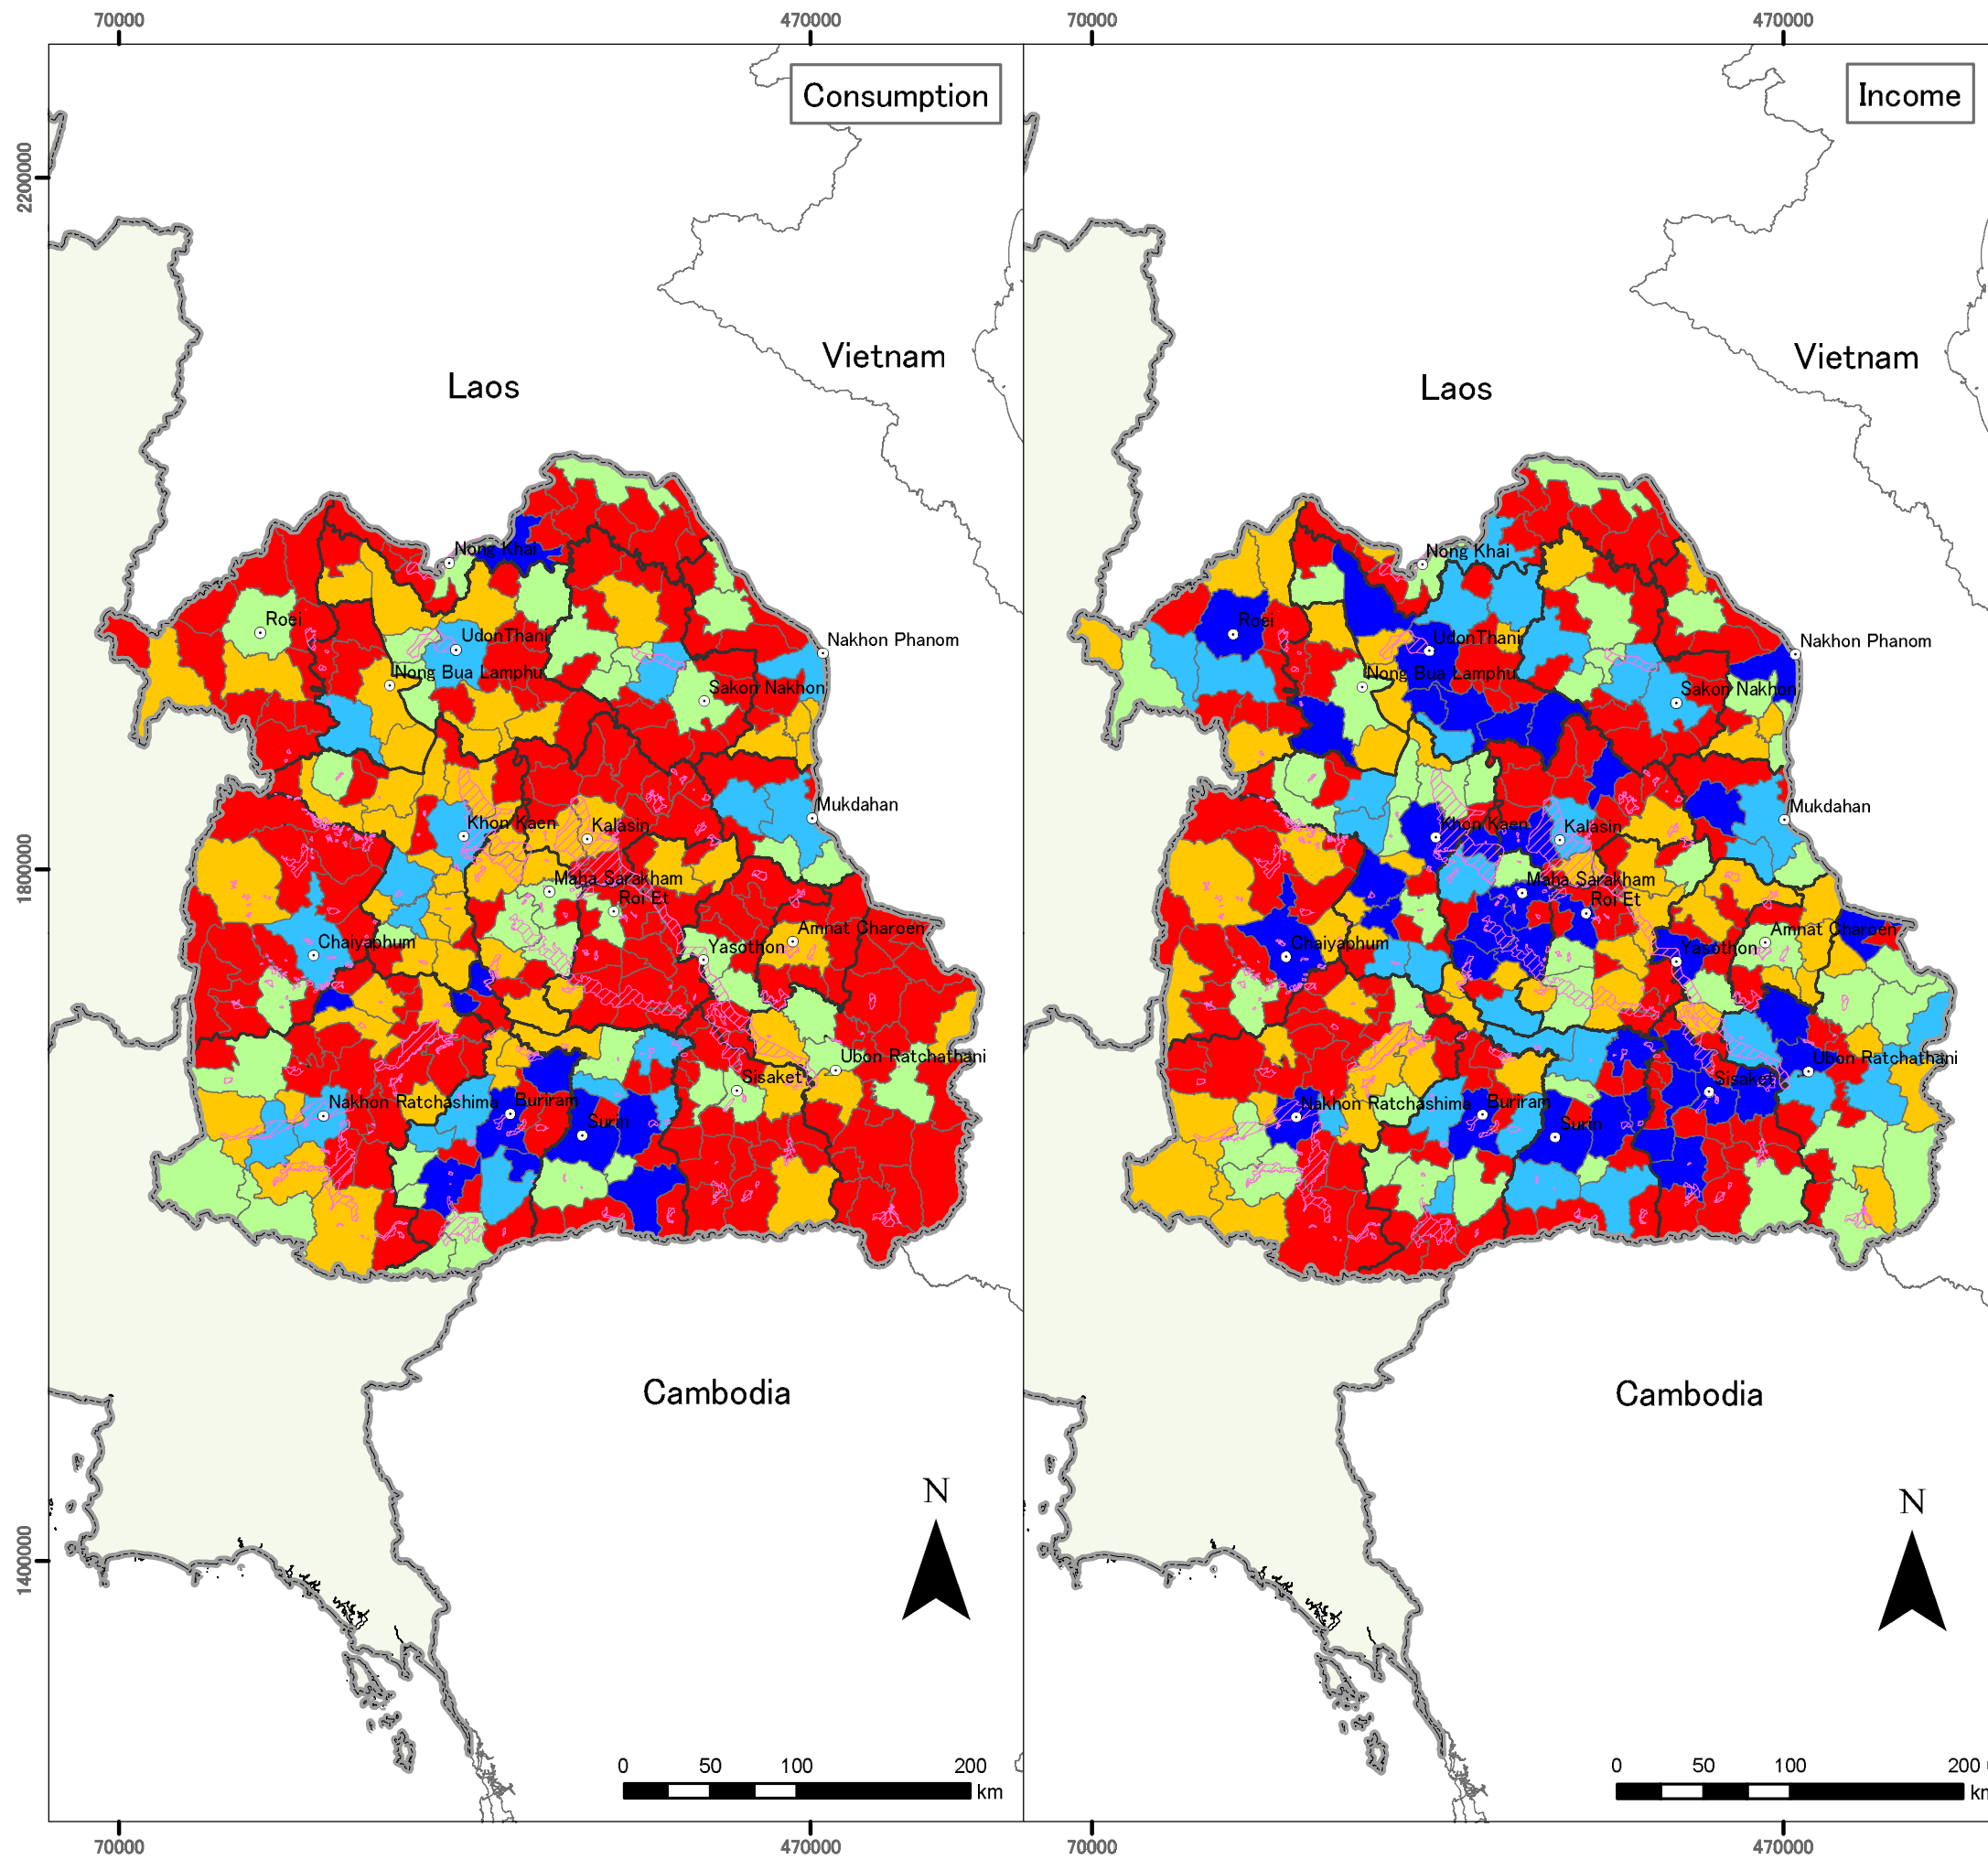 70000
470000
70000
470000
Consumption
Income
2200000
Vietnam
Vietnam
Laos
Laos
Nong Khai
Nong Khai
Roei
UdonThani
Nakhon Phanom
Roei
UdonThani
Nakhon Phanom
Nong Bua Lamphu
Sakon Nakhon
Nong Bua Lamphu
Sakon Nakhon
Mukdahan
Mukdahan
Khon Kaen
Kalasin
Khon Kaen
Kalasin
1800000
Maha Sarakham
Maha Sarakham
Roi Et
Roi Et
Amnat Charoen
Amnat Charoen
Chaiyaphum
Yasothon
Chaiyaphum
Yasothon
Ubon Ratchathani
Ubon Ratchathani
Sisaket
Sisaket
Nakhon Ratchashima
Buriram
Nakhon Ratchashima
Buriram
Surin
Surin
Cambodia
Cambodia
N
N
1400000
0 50 100 200
km
0 50 100 200
70000
470000
70000
470000